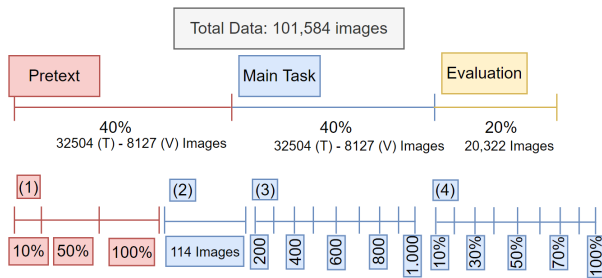 Total Data: 101,584 images
Pretext
Main Task
Evaluation
40%
40%
20%
32504 (T) - 8127 (V) Images
32504 (T) - 8127 (V) Images
20,322 Images
(1)
(2)
(3)
(4)
10%
50%
100%
114 Images
200
400
600
800
1.000
10%
30%
50%
70%
100%